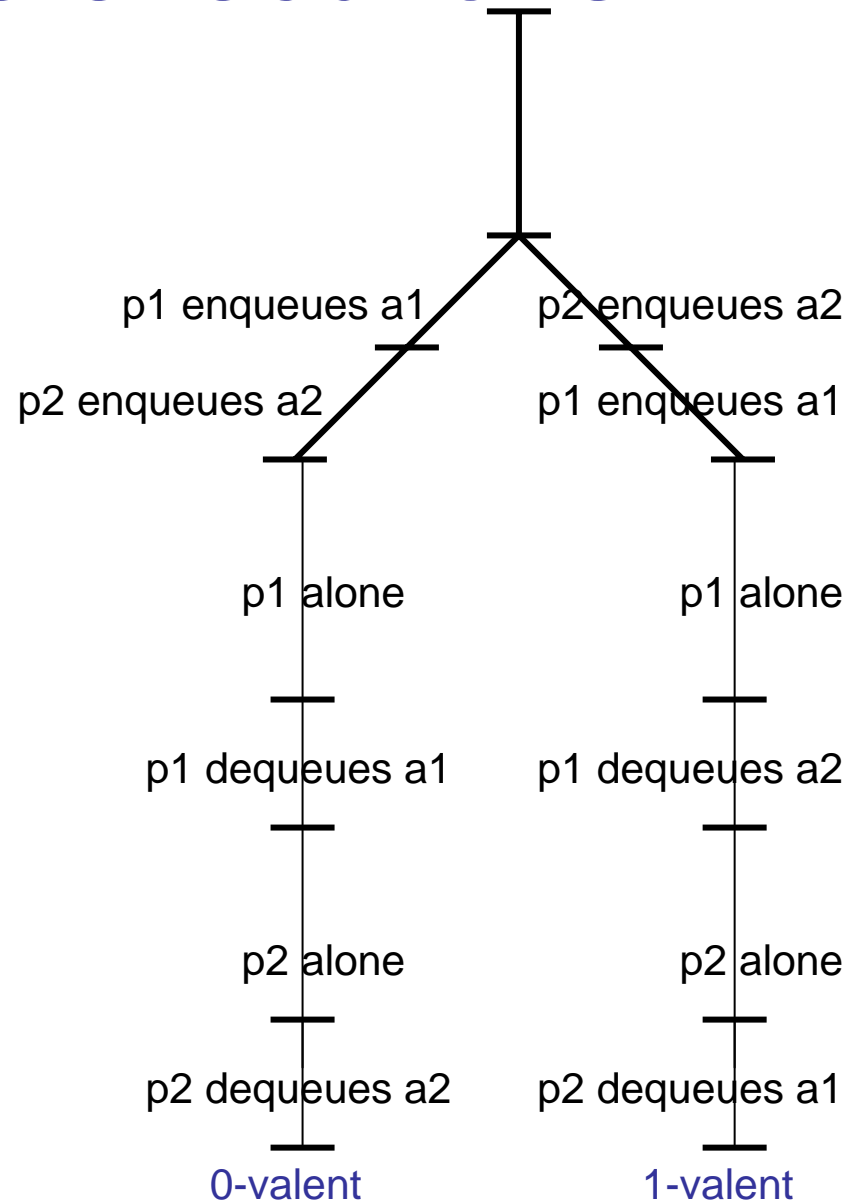 p1 enqueues a1
p2 enqueues a2
p2 enqueues a2
p1 enqueues a1
p1 alone
p1 alone
p1 dequeues a1
p1 dequeues a2
p2 alone
p2 alone
p2 dequeues a2
p2 dequeues a1
0-valent
1-valent